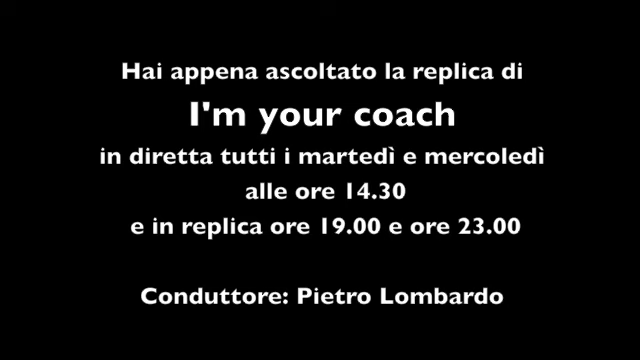 Hai appena ascoltato la replica di
I'm your coach
in diretta tutti i martedì e mercoledì
alle ore 14.30
e in replica ore 19.00 e ore 23.00
Conduttore: Pietro Lombardo